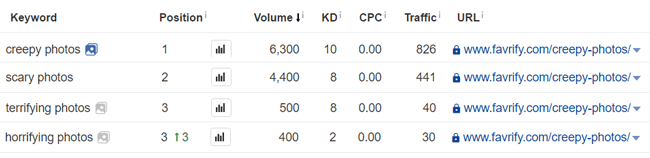 Keyword Position Volume KD CPC Traffic URL
creepy photos 1 6,300 10 0.00 826 www.favrify.com/creepy-photos/
scary photos 2 4,400 8 0.00 441 www.favrify.com/creepy-photos/
terrifying photos 3 500 8 0.00 40 www.favrify.com/creepy-photos/
horrifying photos 3 ↑3 400 2 0.00 30 www.favrify.com/creepy-photos/